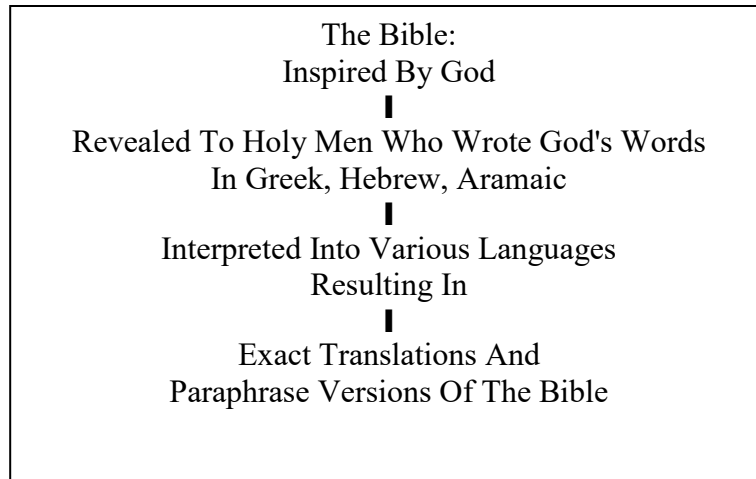 The Bible:
Inspired By God
Revealed To Holy Men Who Wrote God's Words
In Greek, Hebrew, Aramaic
Interpreted Into Various Languages
Resulting In
Exact Translations And
Paraphrase Versions Of The Bible